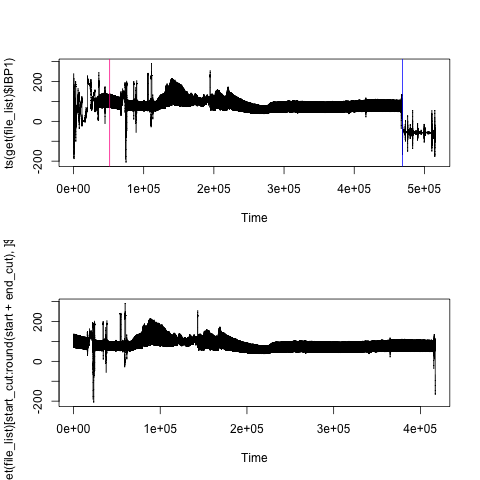 ts(get(file_list)$IBP1)
200
0
-200
0e+00 1e+05 2e+05 3e+05 4e+05 5e+05
Time
et(file_list)[start_cut:round(start + end_cut), ]$
200
0
-200
0e+00 1e+05 2e+05 3e+05 4e+05
Time